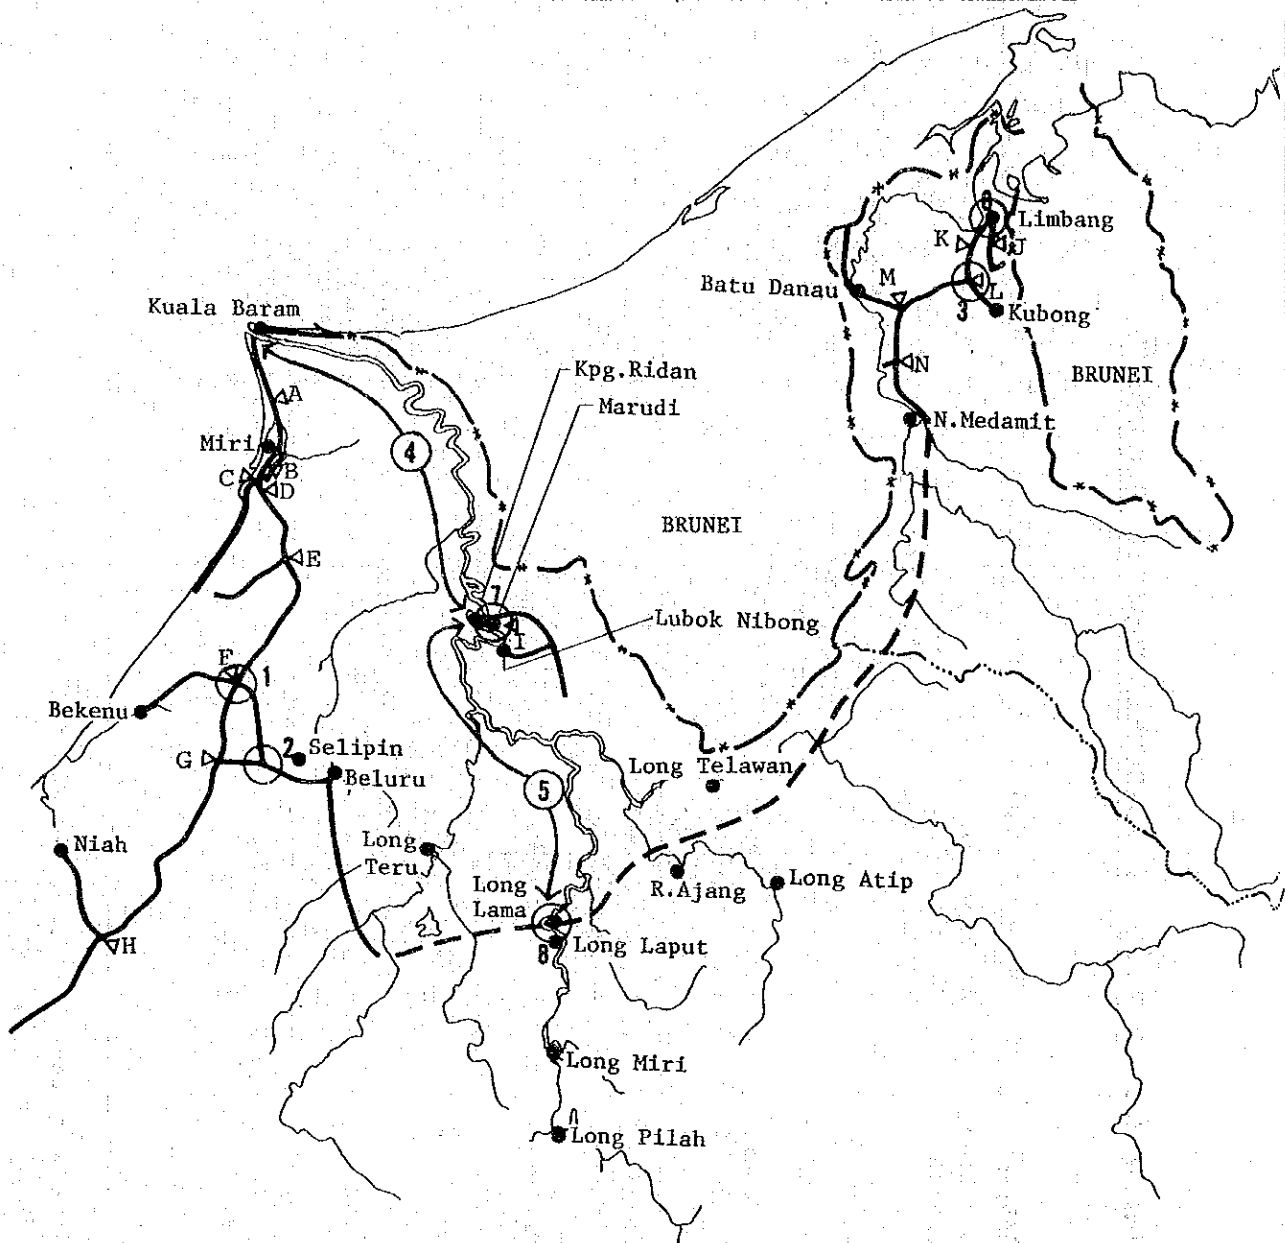 Limbang
K
J
M
Batu Danau
L
3
Kubong
Kuala Baram
Kpg.Ridan
BRUNEI
N
A
Marudi
N.Medamit
Miri
4
B
C
D
BRUNEI
E
7
Lubok Nibong
I
F
1
Bekenu
2
Selipin
G
Long Telawan
Beluru
5
Niah
Long
Teru
R.Ajang
Long Atip
Long
Lama
H
8
Long Laput
Long Miri
Long Pilah